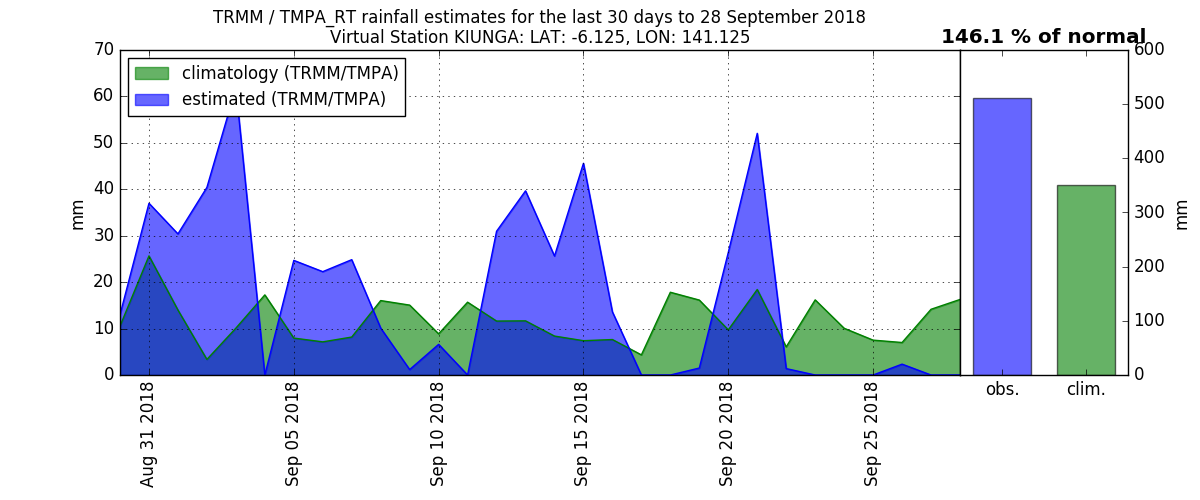 TRMM / TMPA_RT rainfall estimates for the last 30 days to 28 September 2018
Virtual Station KIUNGA: LAT: -6.125, LON: 141.125
146.1 % of normal
climatology (TRMM/TMPA)
estimated (TRMM/TMPA)
70
60
50
40
30
20
10
0
mm
Aug 31 2018
Sep 05 2018
Sep 10 2018
Sep 15 2018
Sep 20 2018
Sep 25 2018
600
500
400
300
200
100
0
mm
obs.
clim.